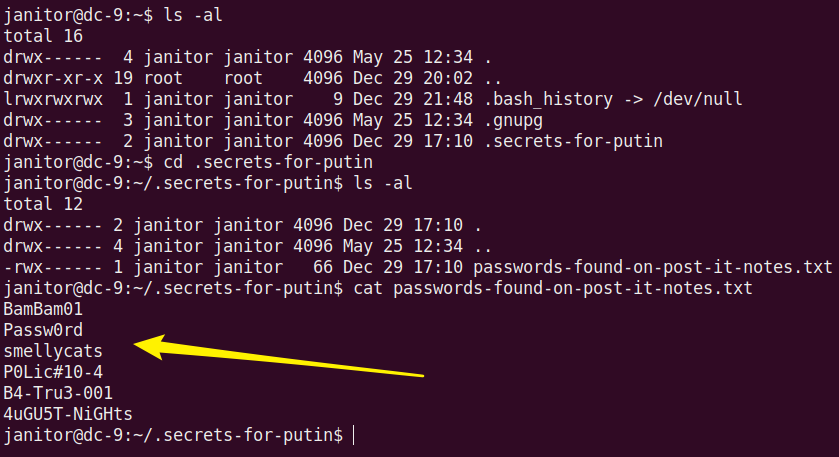 janitor@dc-9:~$ ls -al
total 16
drwx------  4 janitor janitor 4096 May 25 12:34 .
drwxr-xr-x 19 root    root    4096 Dec 29 20:02 ..
lrwxrwxrwx  1 janitor janitor    9 Dec 29 21:48 .bash_history -> /dev/null
drwx------  3 janitor janitor 4096 May 25 12:34 .gnupg
drwx------  2 janitor janitor 4096 Dec 29 17:10 .secrets-for-putin
janitor@dc-9:~$ cd .secrets-for-putin
janitor@dc-9:~/.secrets-for-putin$ ls -al
total 12
drwx------ 2 janitor janitor 4096 Dec 29 17:10 .
drwx------ 4 janitor janitor 4096 May 25 12:34 ..
-rwx------ 1 janitor janitor   66 Dec 29 17:10 passwords-found-on-post-it-notes.txt
janitor@dc-9:~/.secrets-for-putin$ cat passwords-found-on-post-it-notes.txt
BamBam01
Passw0rd
smellycats
P0Lic#10-4
B4-Tru3-001
4uGU5T-NiGHts
janitor@dc-9:~/.secrets-for-putin$